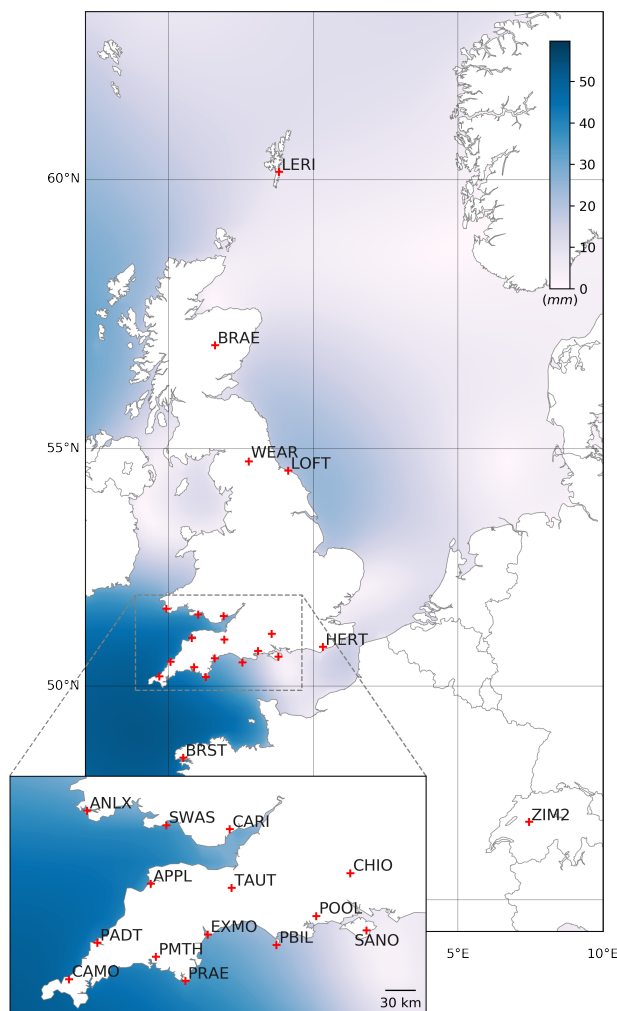 50
40
30
20
10
0
(mm)
60°N
LERI
BRAE
55°N
WEAR
LOFT
HERT
50°N
BRST
ZIM2
ANLX
SWAS
CARI
CHIO
APPL
TAUT
POOL
PADT
EXMO
PBIL
SANO
PMTH
CAMO
PRAE
30 km
5°E
10°E